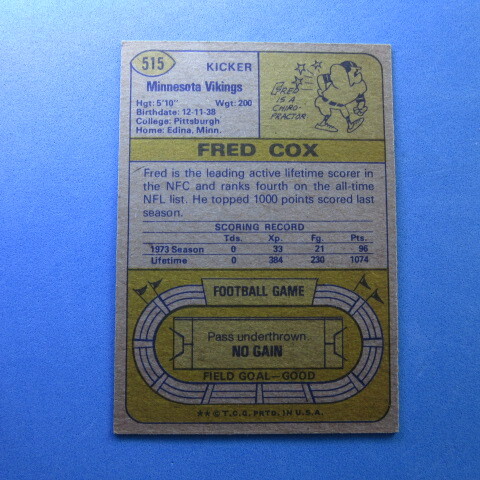 515
KICKER
Minnesota Vikings
Hgt: 5'10" Wgt: 200
Birthdate: 12-11-38
College: Pittsburgh
Home: Edina, Minn.
FRED
IS A
CHIRO-
PRACTOR
FRED COX
Fred is the leading active lifetime scorer in
the NFC and ranks fourth on the all-time
NFL list. He topped 1000 points scored last
season.
SCORING RECORD
Tds. Xp. Fg. Pts.
1973 Season 0 33 21 96
Lifetime 0 384 230 1074
FOOTBALL GAME
Pass underthrown.
NO GAIN
FIELD GOAL—GOOD
★★ © T.C.G. PRTD. IN U.S.A.